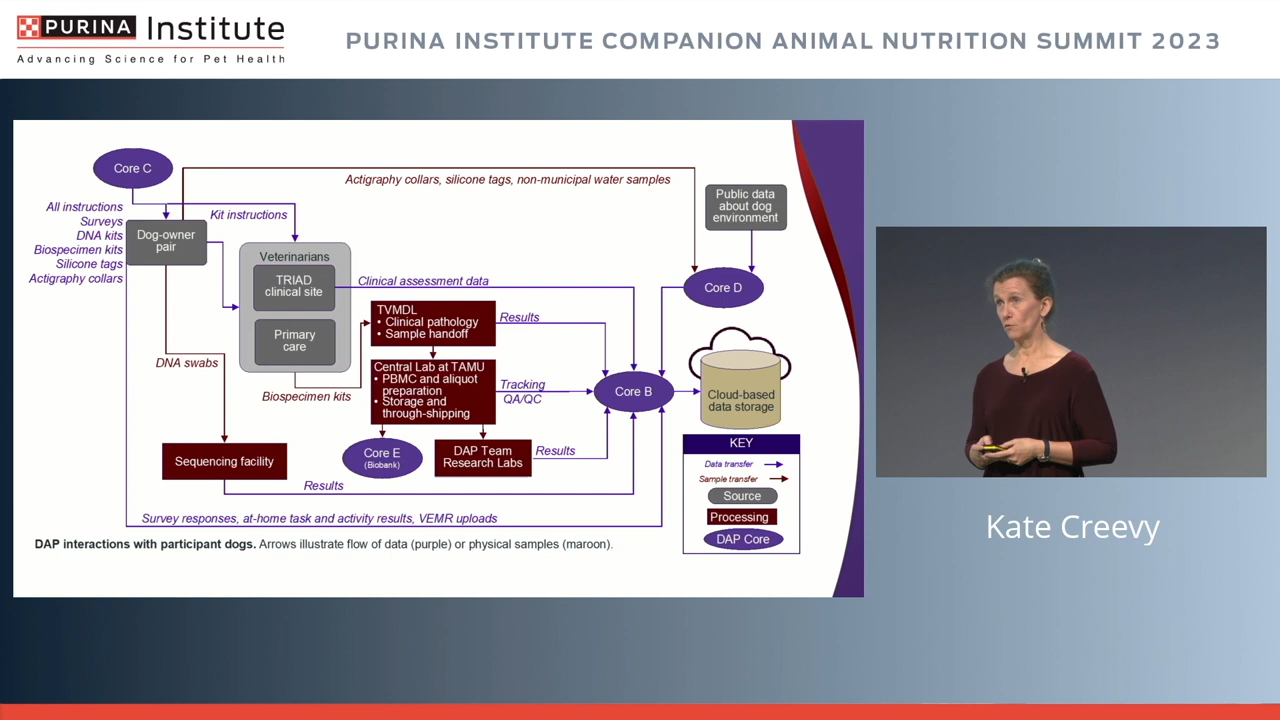 PURINA Institute
Advancing Science for Pet Health
PURINA INSTITUTE COMPANION ANIMAL NUTRITION SUMMIT 2023
Core C
Actigraphy collars, silicone tags, non-municipal water samples
All instructions
Surveys
DNA kits
Biospecimen kits
Silicone tags
Actigraphy collars
Kit instructions
Dog-owner
pair
Public data
about dog
environment
Veterinarians
TRIAD
clinical site
Primary
care
Clinical assessment data
Core D
TVMDL
• Clinical pathology
• Sample handoff
Results
Central Lab at TAMU
• PBMC and aliquot
preparation
• Storage and
through-shipping
Tracking
QA/QC
Core B
Cloud-based
data storage
DNA swabs
Biospecimen kits
Sequencing facility
Core E
(Biobank)
DAP Team
Research Labs
Results
Results
Survey responses, at-home task and activity results, VEMR uploads
KEY
Data transfer
Sample transfer
Source
Processing
DAP Core
DAP interactions with participant dogs. Arrows illustrate flow of data (purple) or physical samples (maroon).
Kate Creevy